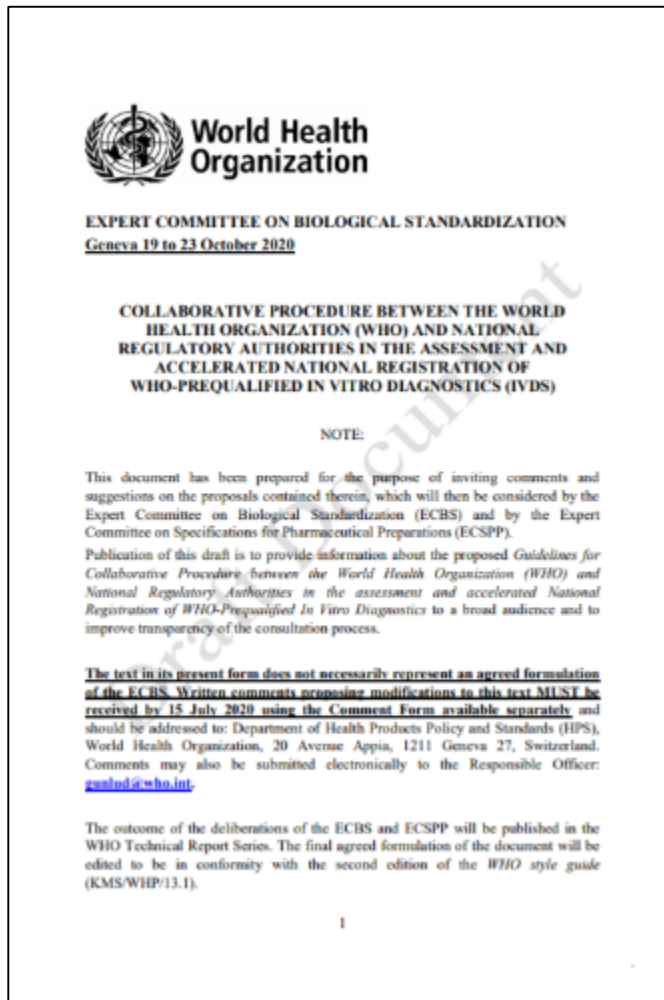 World Health
Organization
EXPERT COMMITTEE ON BIOLOGICAL STANDARDIZATION
Geneva 19 to 23 October 2020
COLLABORATIVE PROCEDURE BETWEEN THE WORLD
HEALTH ORGANIZATION (WHO) AND NATIONAL
REGULATORY AUTHORITIES IN THE ASSESSMENT AND
ACCELERATED NATIONAL REGISTRATION OF
WHO-PREQUALIFIED IN VITRO DIAGNOSTICS (IVDS)
NOTE:
This document has been prepared for the purpose of inviting comments and
suggestions on the proposals contained therein, which will then be considered by the
Expert Committee on Biological Standardization (ECBS) and by the Expert
Committee on Specifications for Pharmaceutical Preparations (ECSPP).
Publication of this draft is to provide information about the proposed Guidelines for
Collaborative Procedure between the World Health Organization (WHO) and
National Regulatory Authorities in the assessment and accelerated National
Registration of WHO-Prequalified In Vitro Diagnostics to a broad audience and to
improve transparency of the consultation process.
The text in its present form does not necessarily represent an agreed formulation
of the ECBS. Written comments proposing modifications to this text MUST be
received by 15 July 2020 using the Comment Form available separately and
should be addressed to: Department of Health Products Policy and Standards (HPS),
World Health Organization, 20 Avenue Appia, 1211 Geneva 27, Switzerland.
Comments may also be submitted electronically to the Responsible Officer:
gunlud@who.int.
The outcome of the deliberations of the ECBS and ECSPP will be published in the
WHO Technical Report Series. The final agreed formulation of the document will be
edited to be in conformity with the second edition of the WHO style guide
(KMS/WHP/13.1).
1
Draft Document